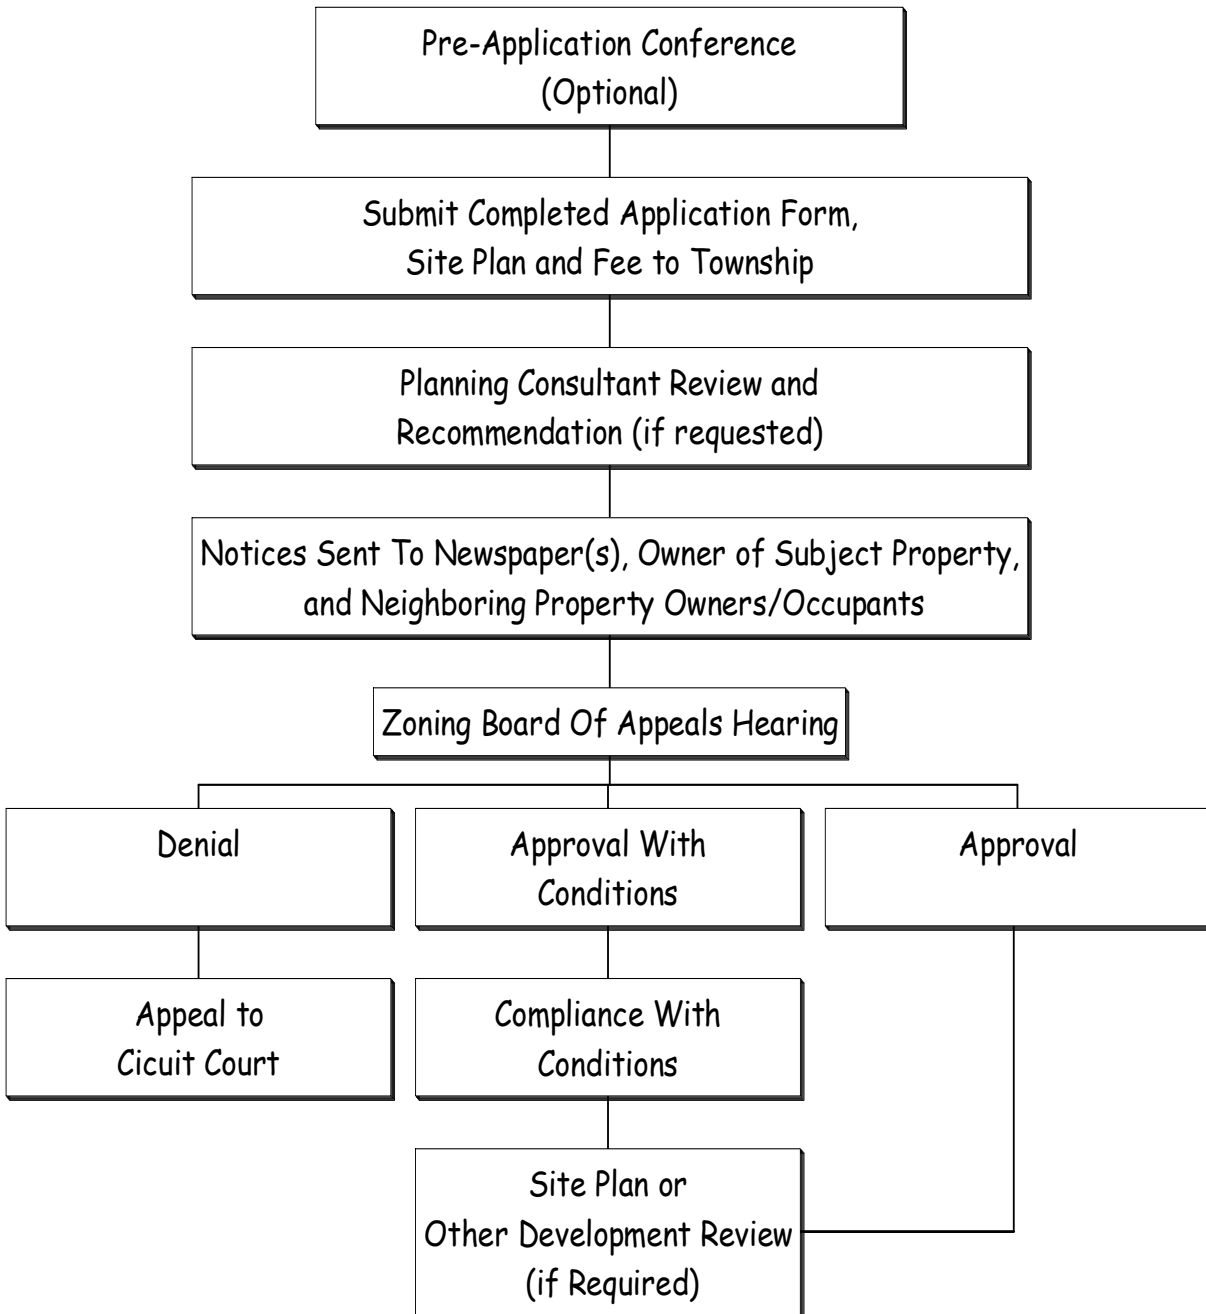 Pre-Application Conference
(Optional)
Submit Completed Application Form,
Site Plan and Fee to Township
Planning Consultant Review and
Recommendation (if requested)
Notices Sent To Newspaper(s), Owner of Subject Property,
and Neighboring Property Owners/Occupants
Zoning Board Of Appeals Hearing
Denial
Approval With
Conditions
Approval
Appeal to
Cicuit Court
Compliance With
Conditions
Site Plan or
Other Development Review
(if Required)